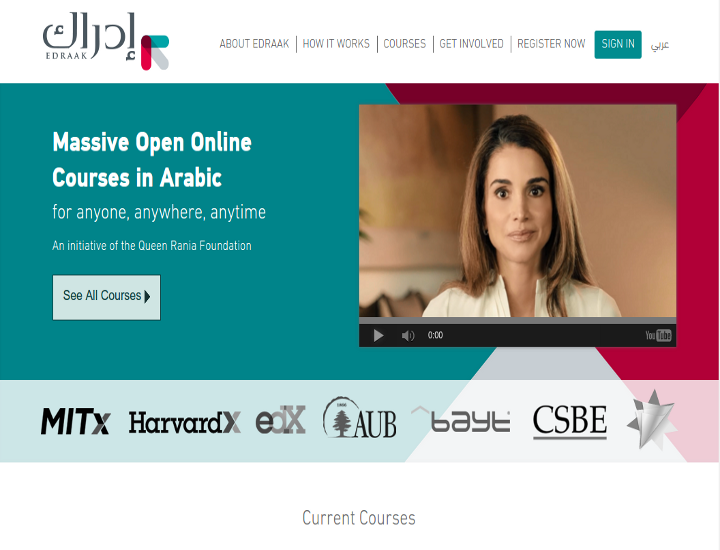 إدراك
EDRAAK
ABOUT EDRAAK
HOW IT WORKS
COURSES
GET INVOLVED
REGISTER NOW
SIGN IN
عربي
Massive Open Online
Courses in Arabic
for anyone, anywhere, anytime
An initiative of the Queen Rania Foundation
See All Courses
0:00
YouTube
MITx
HarvardX
edX
AUB
bayt
CSBE
Current Courses